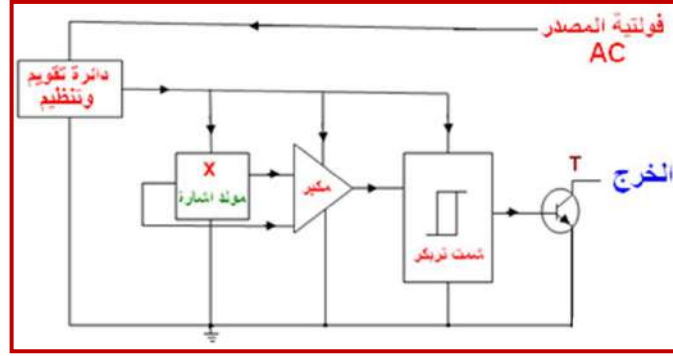 فولتية المصدر
AC
دائرة تقويم
وتنظيم
X
مولد اشارة
مكبر
شمت تريكر
T
الخرج